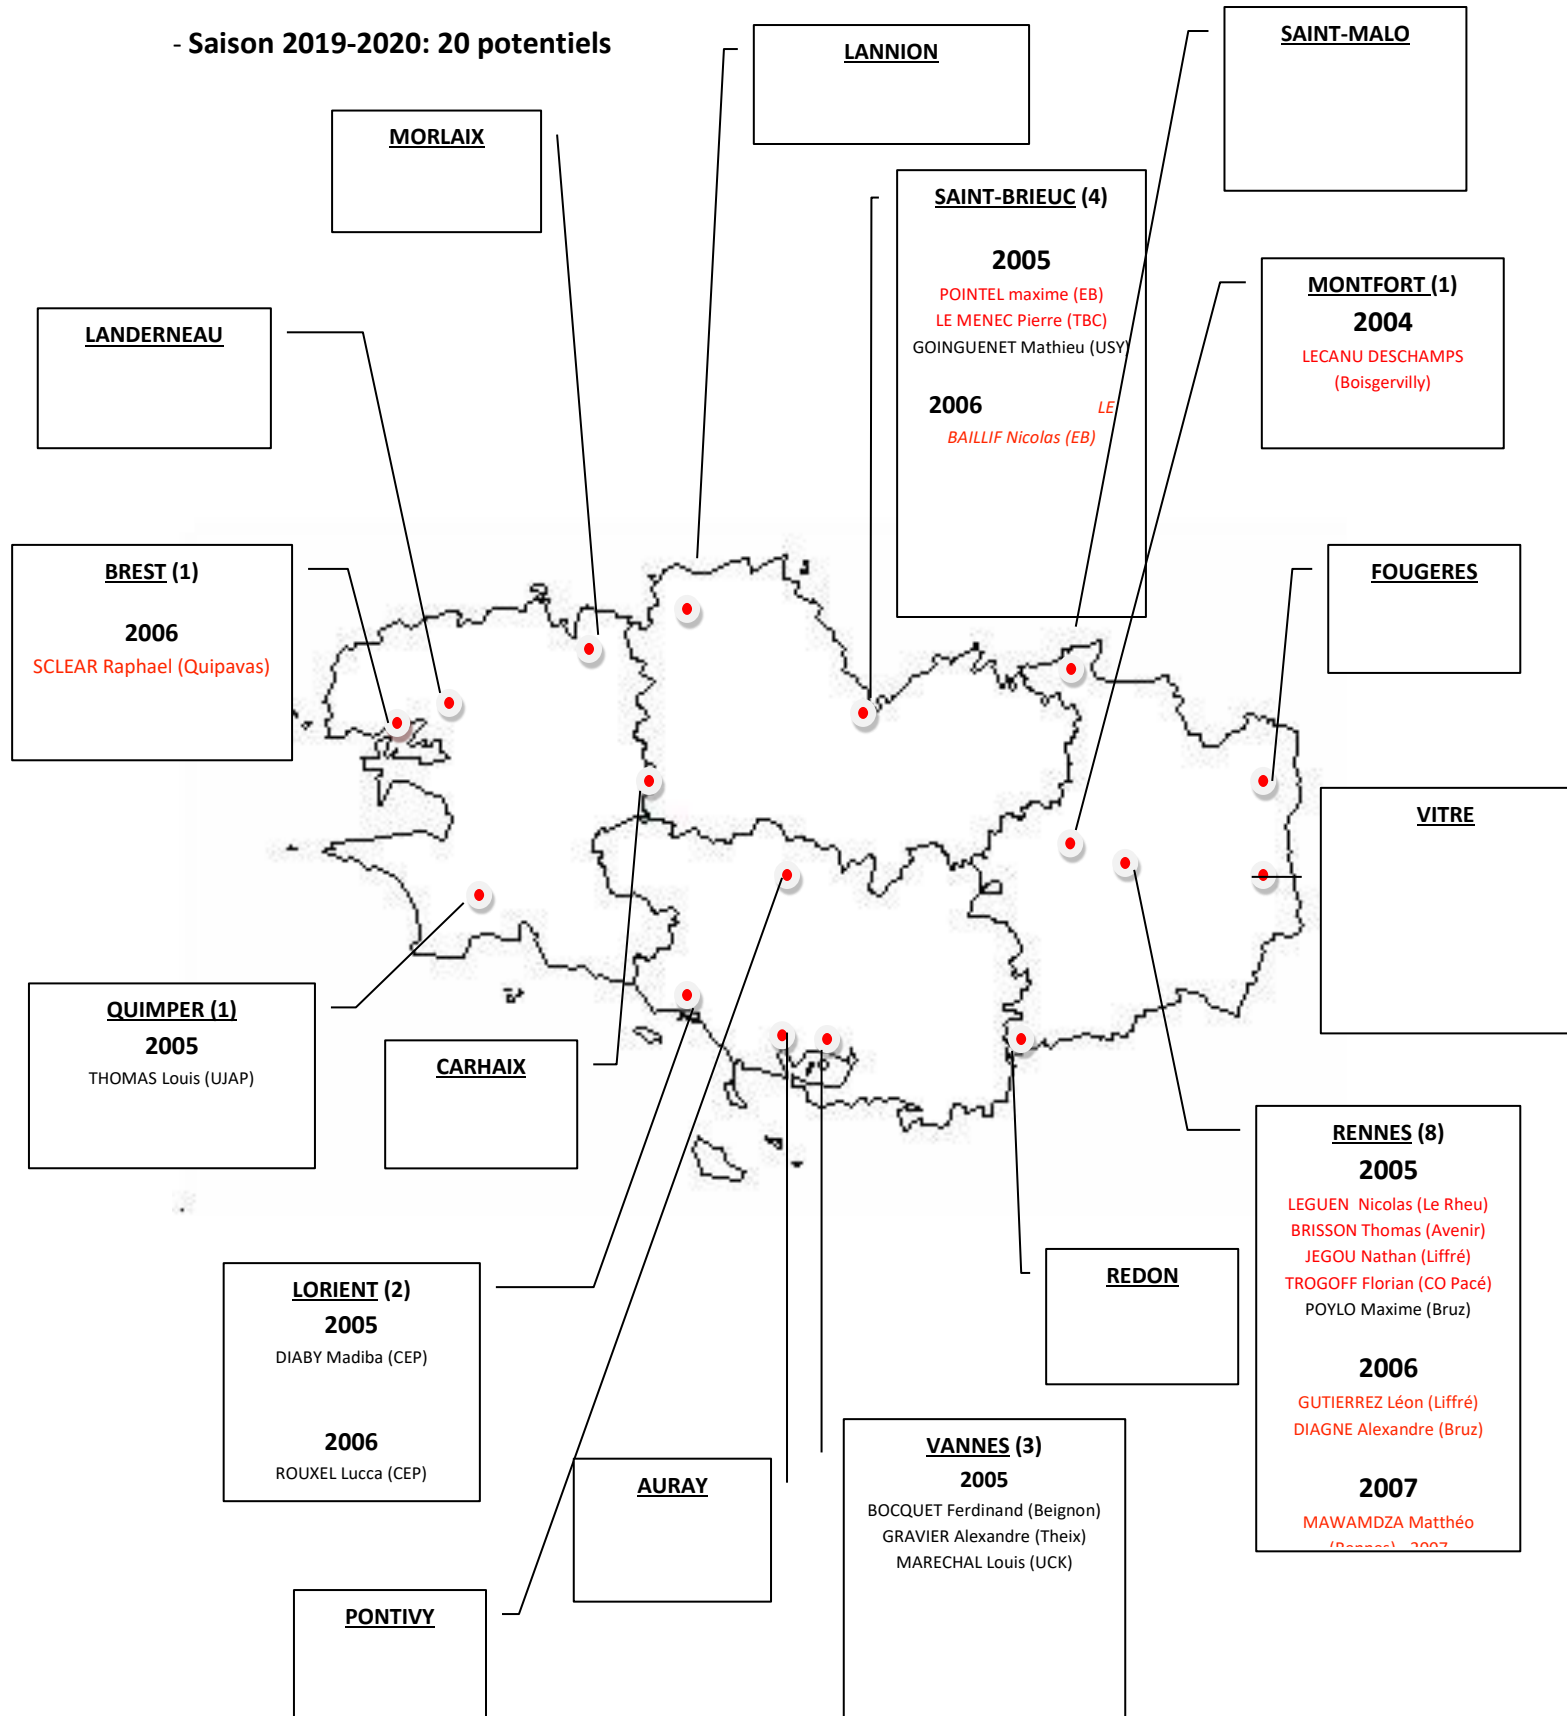 - Saison 2019-2020: 20 potentiels
LANNION
SAINT-MALO
MORLAIX
SAINT-BRIEUC (4)
2005
POINTEL maxime (EB)
LE MENEC Pierre (TBC)
GOINGUENET Mathieu (USY)
2006 LE
BAILLIF Nicolas (EB)
MONTFORT (1)
2004
LECANU DESCHAMPS
(Boisgervilly)
LANDERNEAU
BREST (1)
2006
SCLEAR Raphael (Quipavas)
FOUGERES
VITRE
QUIMPER (1)
2005
THOMAS Louis (UJAP)
CARHAIX
RENNES (8)
2005
LEGUEN Nicolas (Le Rheu)
BRISSON Thomas (Avenir)
JEGOU Nathan (Liffré)
TROGOFF Florian (CO Pacé)
POYLO Maxime (Bruz)
2006
GUTIERREZ Léon (Liffré)
DIAGNE Alexandre (Bruz)
2007
MAWAMDZA Matthéo
(Rennes) 2007
REDON
LORIENT (2)
2005
DIABY Madiba (CEP)
2006
ROUXEL Lucca (CEP)
AURAY
VANNES (3)
2005
BOCQUET Ferdinand (Beignon)
GRAVIER Alexandre (Theix)
MARECHAL Louis (UCK)
PONTIVY